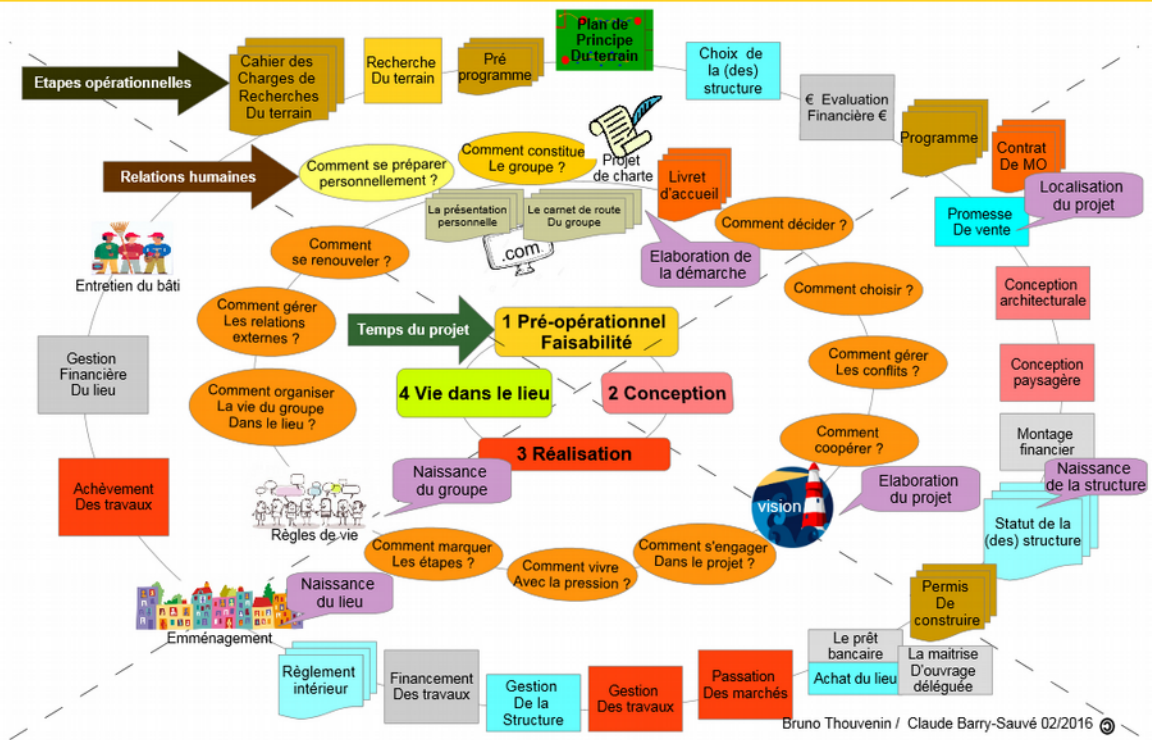 Etapes opérationnelles
Cahier des
Charges de
Recherches
Du terrain
Recherche
Du terrain
Pré
programme
Plan de
Principe
Du terrain
Choix de
la (des)
structure
€ Evaluation
Financière €
Programme
Contrat
De MO
Localisation
du projet
Promesse
De vente
Conception
architecturale
Conception
paysagère
Montage
financier
Naissance
de la structure
Statut de la
(des) structure
Permis
De
construire
Le prêt
bancaire
Achat du lieu
La maitrise
D'ouvrage
déléguée
Passation
Des marchés
Gestion
Des travaux
Gestion
De la
Structure
Financement
Des travaux
Règlement
intérieur
Emménagement
Naissance
du lieu
Achèvement
Des travaux
Gestion
Financière
Du lieu
Entretien du bâti
Relations humaines
Comment se préparer
personnellement ?
Comment constitue
Le groupe ?
Projet
de charte
Livret
d'accueil
La présentation
personnelle
Le carnet de route
Du groupe
.com
Elaboration de
la démarche
Comment décider ?
Comment choisir ?
Comment gérer
Les conflits ?
Comment
coopérer ?
vision
Elaboration
du projet
Comment s'engager
Dans le projet ?
Comment vivre
Avec la pression ?
Comment marquer
Les étapes ?
Règles de vie
Naissance
du groupe
Comment organiser
La vie du groupe
Dans le lieu ?
Comment gérer
Les relations
externes ?
Comment
se renouveler ?
Temps du projet
1 Pré-opérationnel
Faisabilité
2 Conception
3 Réalisation
4 Vie dans le lieu
Bruno Thouvenin / Claude Barry-Sauvé 02/2016 ©